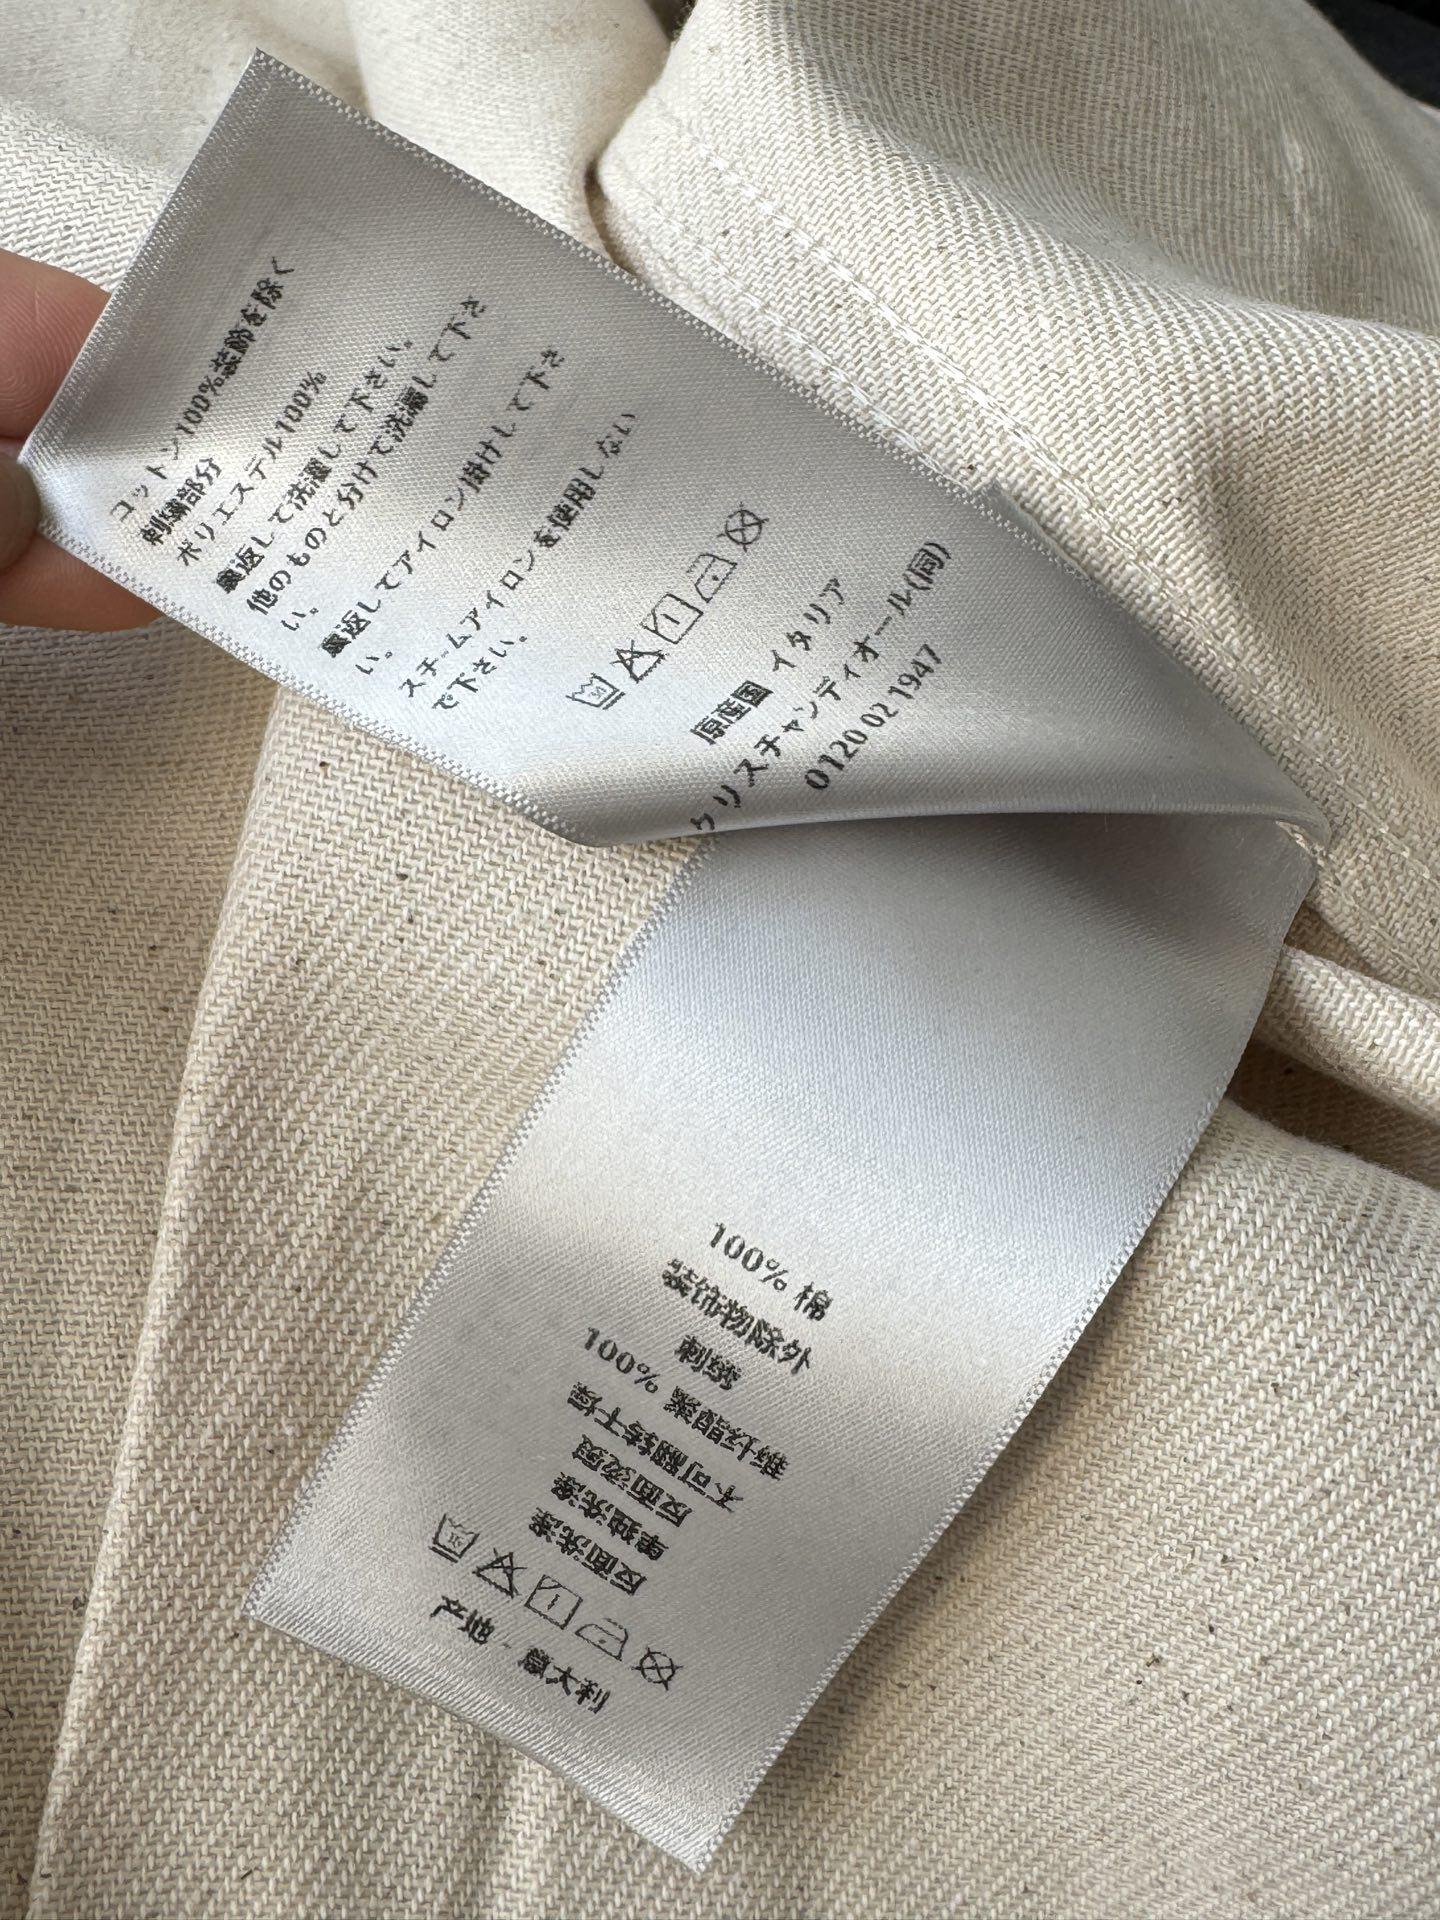 コットン100%装飾を除く
刺繍部分
ポリエステル100%
裏返して洗濯して下さい。
他のものと分けて洗濯して下さ
い。
裏返してアイロン掛けして下さ
い。
スチームアイロンを使用しない
で下さい。
原産国 イタリア
クリスチャンディオール(同)
0120 02 1947
100% 棉
装饰物除外
刺绣
100%
不可翻转干燥
反面熨烫
单独洗涤
反面洗涤
产地 - 意大利